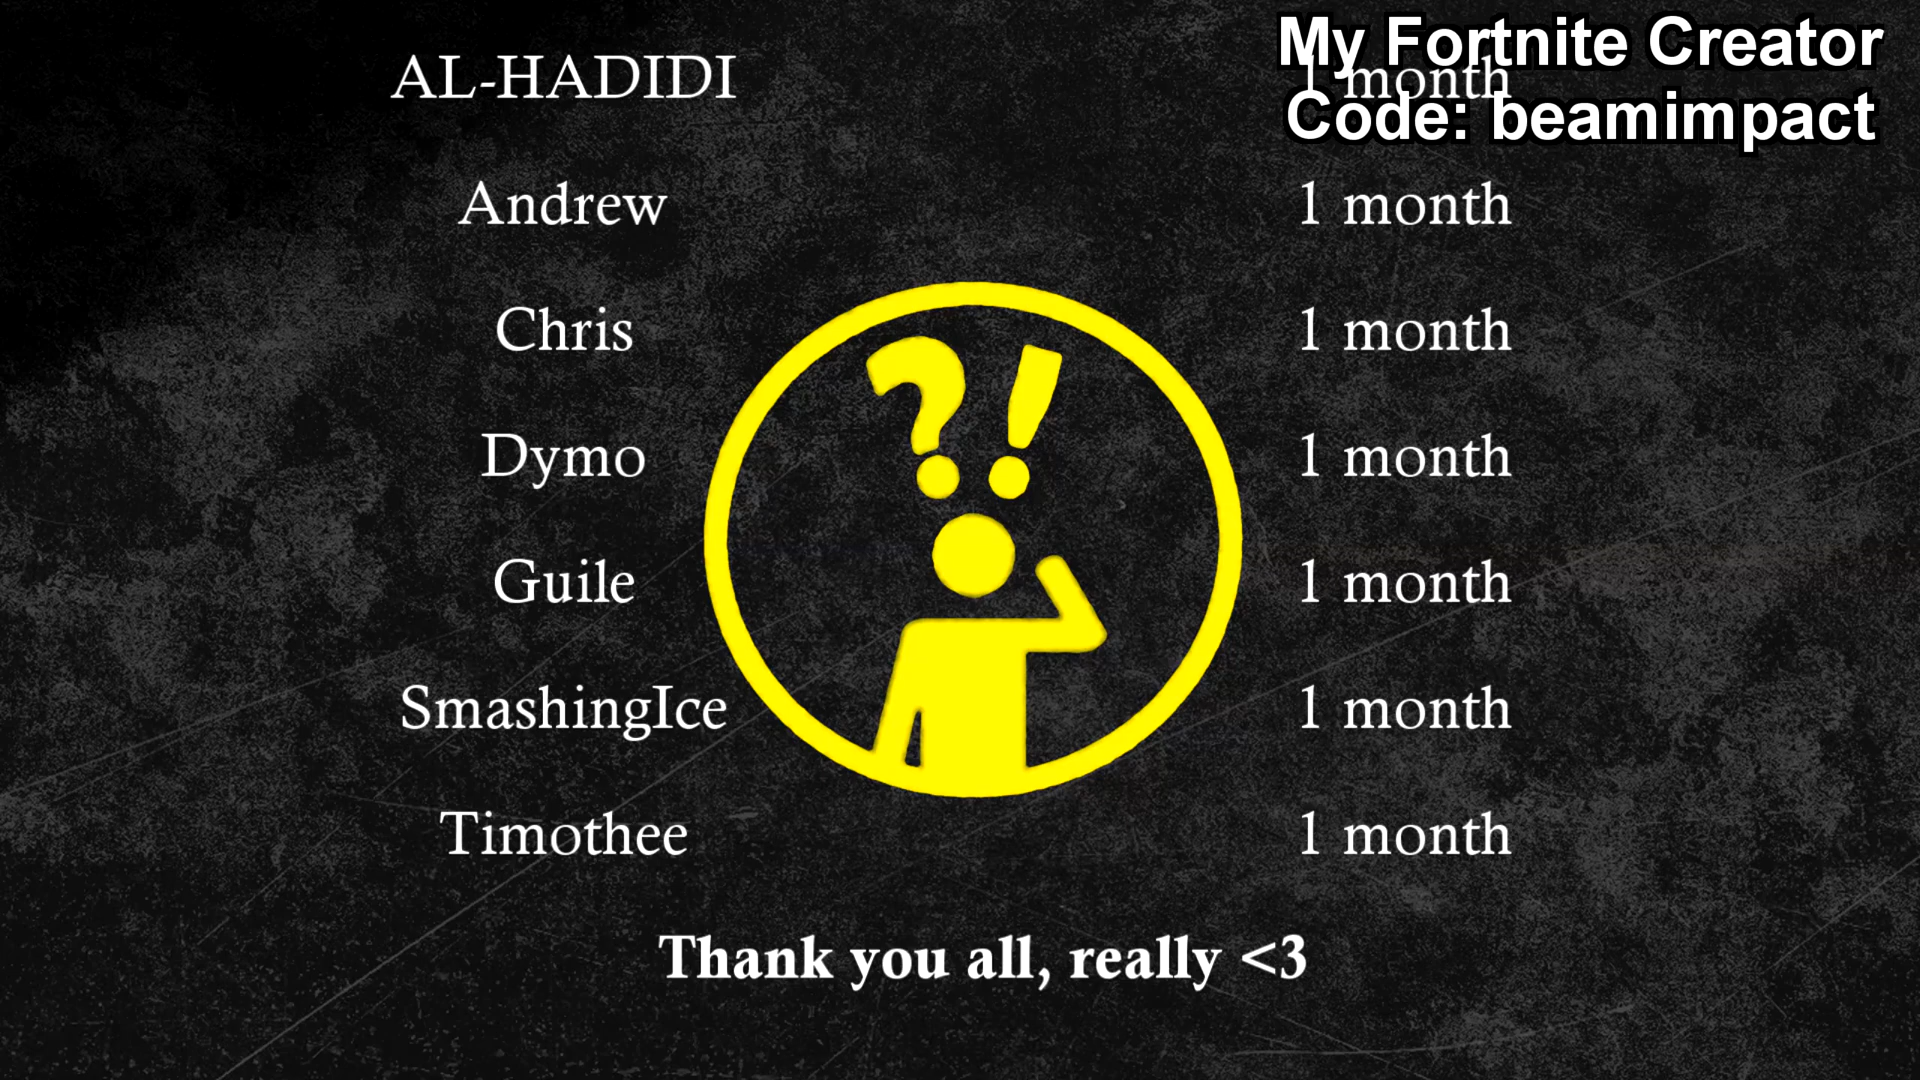 My Fortnite Creator
Code: beamimpact
AL-HADIDI 1 month
Andrew 1 month
Chris 1 month
Dymo 1 month
Guile 1 month
SmashingIce 1 month
Timothee 1 month
?!
Thank you all, really <3